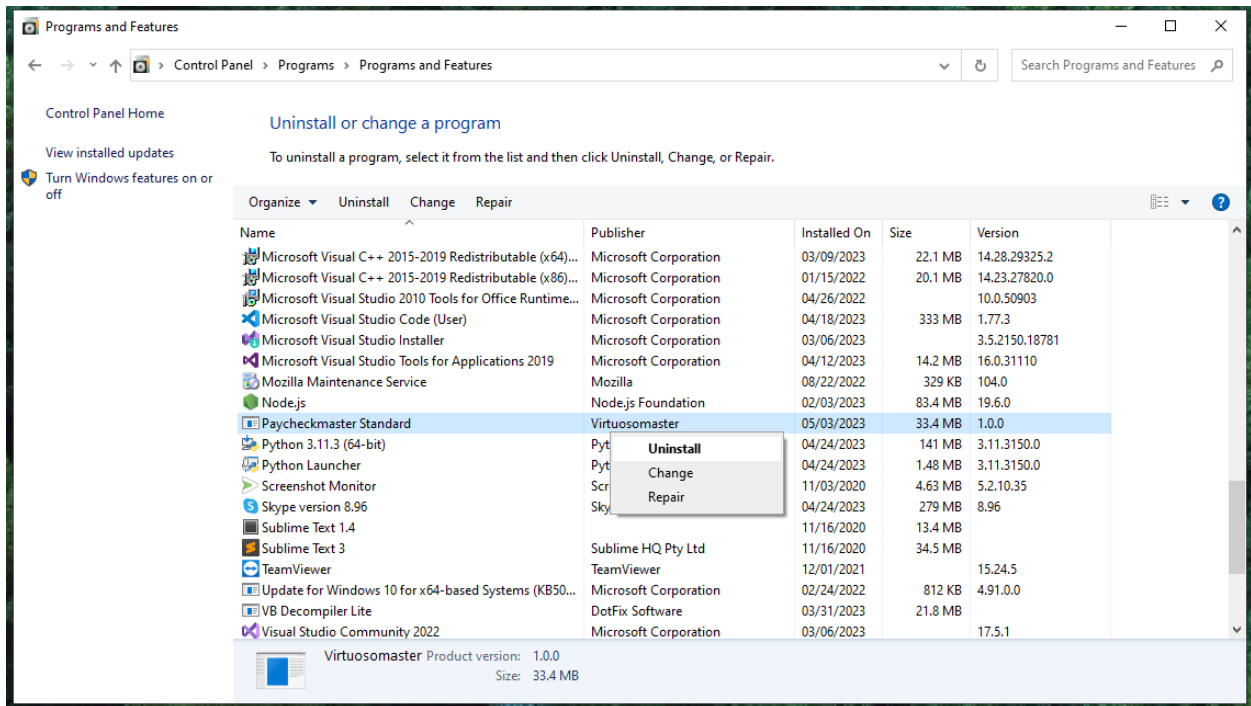 Programs and Features
Control Panel > Programs > Programs and Features
Search Programs and Features
Control Panel Home
View installed updates
Turn Windows features on or
off
Uninstall or change a program
To uninstall a program, select it from the list and then click Uninstall, Change, or Repair.
Organize Uninstall Change Repair
Name Publisher Installed On Size Version
Microsoft Visual C++ 2015-2019 Redistributable (x64)... Microsoft Corporation 03/09/2023 22.1 MB 14.28.29325.2
Microsoft Visual C++ 2015-2019 Redistributable (x86)... Microsoft Corporation 01/15/2022 20.1 MB 14.23.27820.0
Microsoft Visual Studio 2010 Tools for Office Runtime... Microsoft Corporation 04/26/2022 10.0.50903
Microsoft Visual Studio Code (User) Microsoft Corporation 04/18/2023 333 MB 1.77.3
Microsoft Visual Studio Installer Microsoft Corporation 03/06/2023 3.5.2150.18781
Microsoft Visual Studio Tools for Applications 2019 Microsoft Corporation 04/12/2023 14.2 MB 16.0.31110
Mozilla Maintenance Service Mozilla 08/22/2022 329 KB 104.0
Node.js Node.js Foundation 02/03/2023 83.4 MB 19.6.0
Paycheckmaster Standard Virtuosomaster 05/03/2023 33.4 MB 1.0.0
Python 3.11.3 (64-bit) Pyt 04/24/2023 141 MB 3.11.3150.0
Python Launcher Pyt 04/24/2023 1.48 MB 3.11.3150.0
Screenshot Monitor Scr 11/03/2020 4.63 MB 5.2.10.35
Skype version 8.96 Sky 04/24/2023 279 MB 8.96
Uninstall
Change
Repair
Sublime Text 1.4 11/16/2020 13.4 MB
Sublime Text 3 Sublime HQ Pty Ltd 11/16/2020 34.5 MB
TeamViewer TeamViewer 12/01/2021 15.24.5
Update for Windows 10 for x64-based Systems (KB50... Microsoft Corporation 02/24/2022 812 KB 4.91.0.0
VB Decompiler Lite DotFix Software 03/31/2023 21.8 MB
Visual Studio Community 2022 Microsoft Corporation 03/06/2023 17.5.1
Virtuosomaster Product version: 1.0.0
Size: 33.4 MB